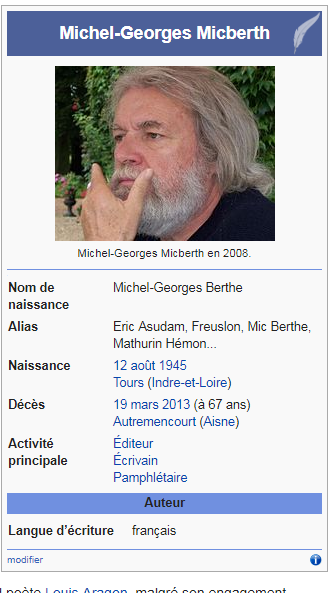 Michel-Georges Micberth
Michel-Georges Micberth en 2008.
Nom de naissance
Michel-Georges Berthe
Alias
Eric Asudam, Freuslon, Mic Berthe,
Mathurin Hémon...
Naissance
12 août 1945
Tours (Indre-et-Loire)
Décès
19 mars 2013 (à 67 ans)
Autremencourt (Aisne)
Activité principale
Éditeur
Écrivain
Pamphlétaire
Auteur
Langue d'écriture français
modifier
poète Louis Aragon, malgré son engagement